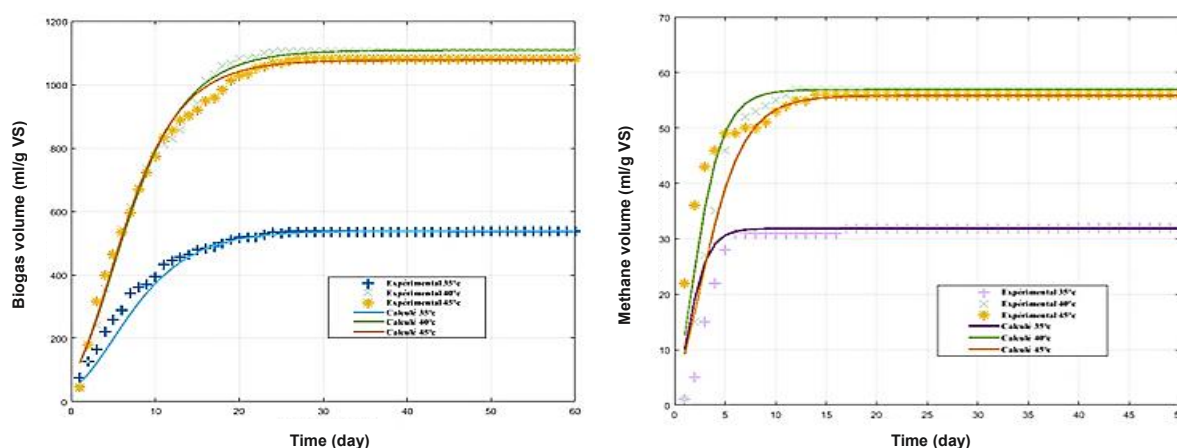 1200
1000
800
600
400
200
0
Biogas volume (ml/g VS)
Expérimental 35°c
Expérimental 40°c
Expérimental 45°c
Calculé 35°c
Calculé 40°c
Calculé 45°c
0 10 20 30 40 50 60
Time (day)
70
60
50
40
30
20
10
0
Methane volume (ml/g VS)
Expérimental 35°c
Expérimental 40°c
Expérimental 45°c
Calculé 35°c
Calculé 40°c
Calculé 45°c
0 5 10 15 20 25 30 35 40 45 50
Time (day)